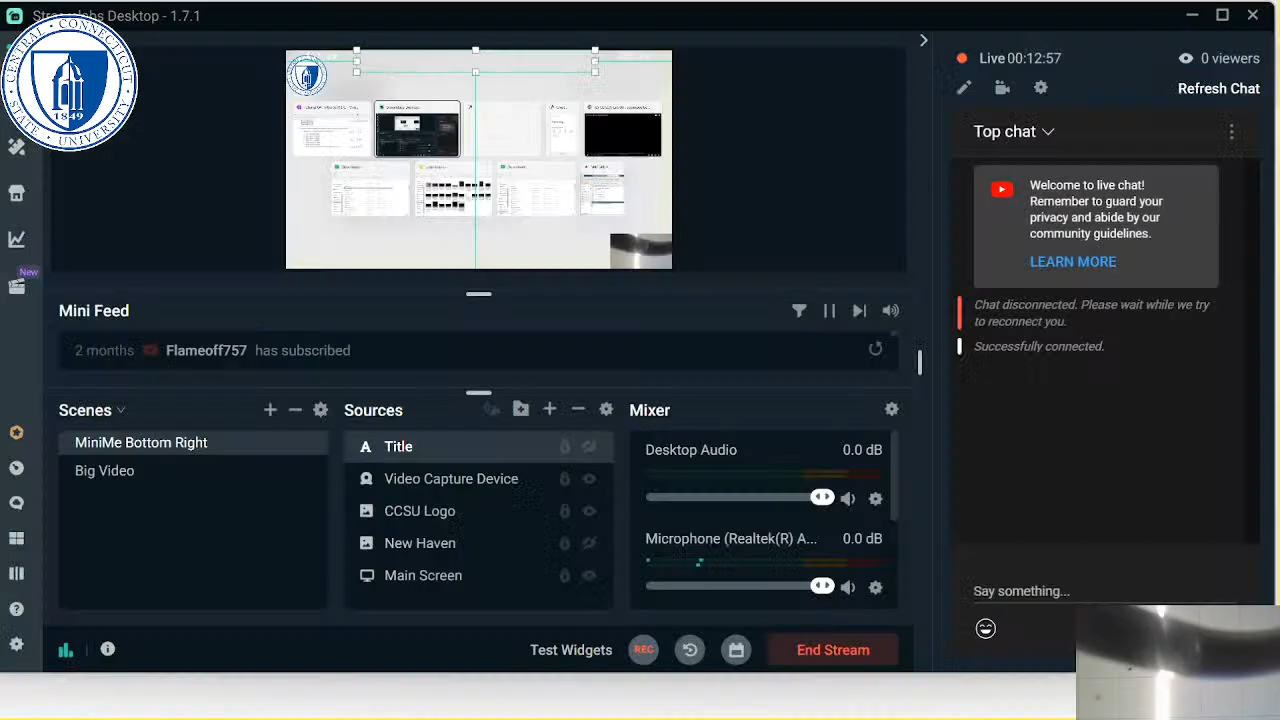 Streamlabs Desktop - 1.7.1
CENTRAL · CONNECTICUT
STATE UNIVERSITY
1849
New
Live 00:12:57
0 viewers
Refresh Chat
Top chat
Welcome to live chat!
Remember to guard your
privacy and abide by our
community guidelines.
LEARN MORE
Chat disconnected. Please wait while we try
to reconnect you.
Successfully connected.
Mini Feed
2 months Flameoff757 has subscribed
Scenes
MiniMe Bottom Right
Big Video
Sources
Title
Video Capture Device
CCSU Logo
New Haven
Main Screen
Mixer
Desktop Audio 0.0 dB
Microphone (Realtek(R) A... 0.0 dB
Say something...
Test Widgets
REC
End Stream